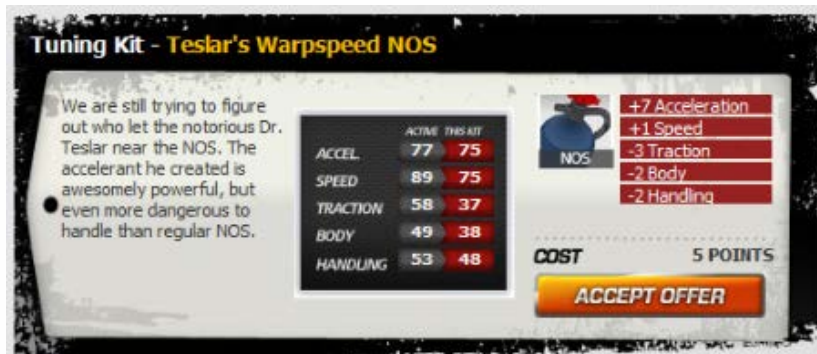 Tuning Kit - Teslar's Warpspeed NOS
We are still trying to figure
out who let the notorious Dr.
Teslar near the NOS. The
accelerant he created is
awesomely powerful, but
even more dangerous to
handle than regular NOS.
ACTIVE THIS KIT
ACCEL. 77 75
SPEED 89 75
TRACTION 58 37
BODY 49 38
HANDLING 53 48
NOS
+7 Acceleration
+1 Speed
-3 Traction
-2 Body
-2 Handling
COST 5 POINTS
ACCEPT OFFER